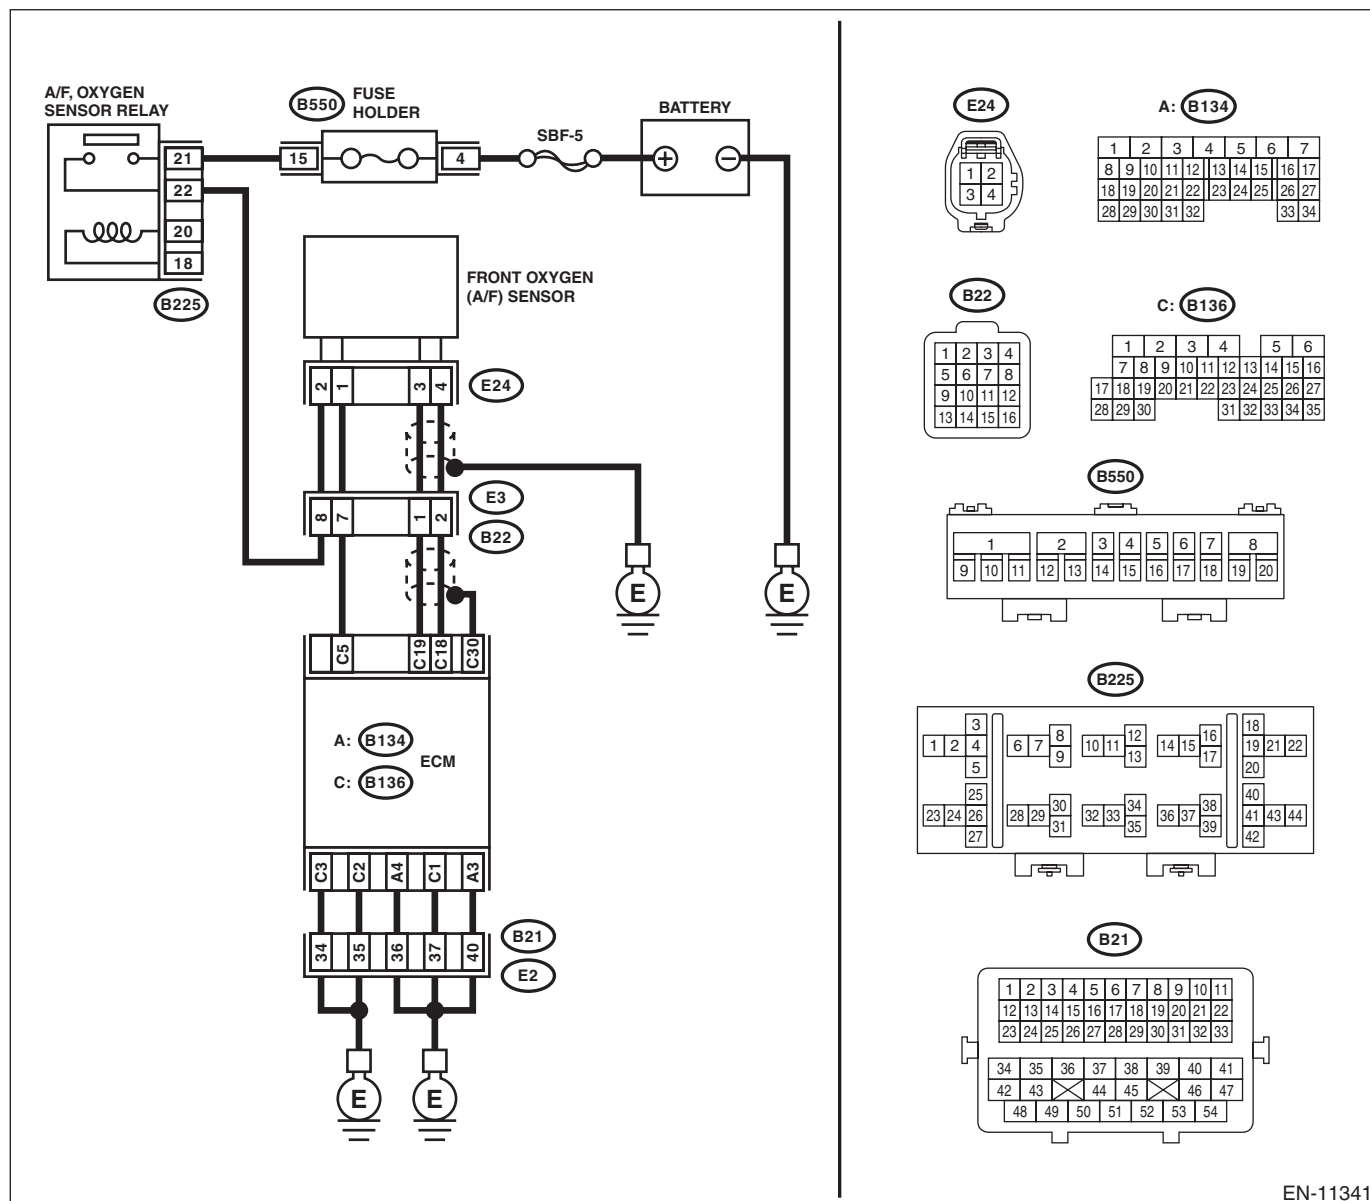 A/F, OXYGEN
SENSOR RELAY
B550
FUSE
HOLDER
SBF-5
BATTERY
21
15
4
+
−
22
20
18
B225
FRONT OXYGEN
(A/F) SENSOR
2 1 3 4
E24
E3
8 7 1 2
B22
E
E
C5 C19 C18 C30
A: B134
ECM
C: B136
C3 C2 A4 C1 A3
B21
34 35 36 37 40
E2
E
E
E24
1 2
3 4
A: B134
1 2 3 4 5 6 7
8 9 10 11 12 13 14 15 16 17
18 19 20 21 22 23 24 25 26 27
28 29 30 31 32 33 34
B22
1 2 3 4
5 6 7 8
9 10 11 12
13 14 15 16
C: B136
1 2 3 4 5 6
7 8 9 10 11 12 13 14 15 16
17 18 19 20 21 22 23 24 25 26 27
28 29 30 31 32 33 34 35
B550
1 2 3 4 5 6 7 8
9 10 11 12 13 14 15 16 17 18 19 20
B225
3 8 12 16 18
1 2 4 6 7 10 11 14 15 19 21 22
9 13 17
5 20
25 30 34 38 40
23 24 26 28 29 32 33 36 37 41 43 44
31 35 39
27 42
B21
1 2 3 4 5 6 7 8 9 10 11
12 13 14 15 16 17 18 19 20 21 22
23 24 25 26 27 28 29 30 31 32 33
34 35 36 37 38 39 40 41
42 43 44 45 46 47
48 49 50 51 52 53 54
EN-11341